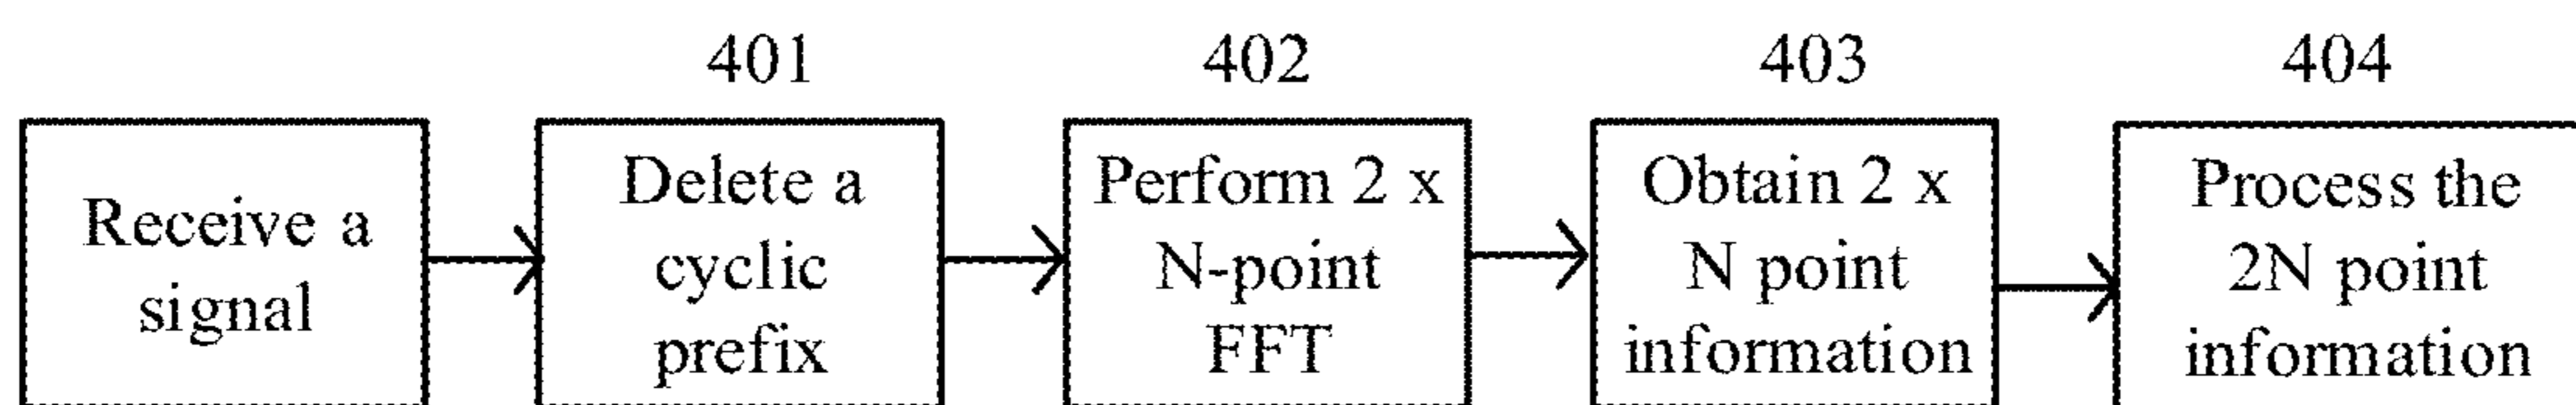 401 402 403 404
Receive a
signal
Delete a
cyclic
prefix
Perform 2 x
N-point
FFT
Obtain 2 x
N point
information
Process the
2N point
information